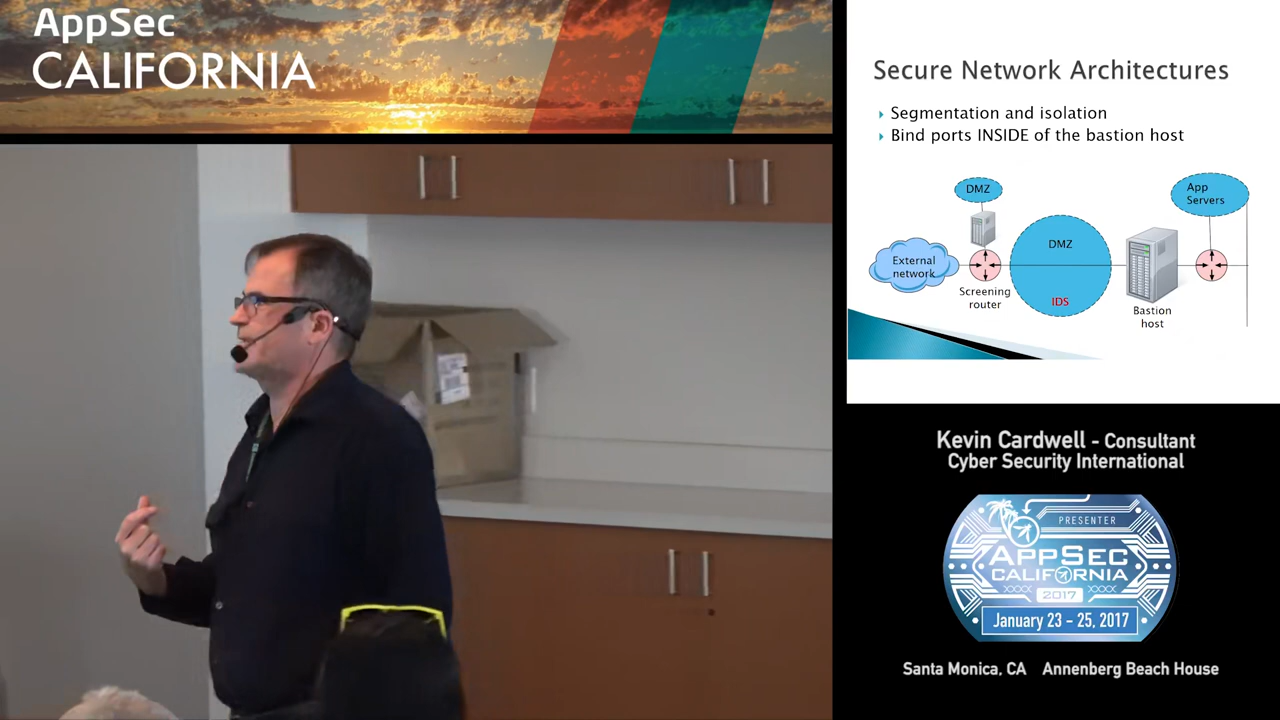 AppSec
CALIFORNIA
Secure Network Architectures
Segmentation and isolation
Bind ports INSIDE of the bastion host
DMZ
App
Servers
DMZ
External
network
Screening
router
IDS
Bastion
host
Kevin Cardwell - Consultant
Cyber Security International
PRESENTER
APPSEC
CALIFORNIA
2017
January 23 - 25, 2017
Santa Monica, CA Annenberg Beach House